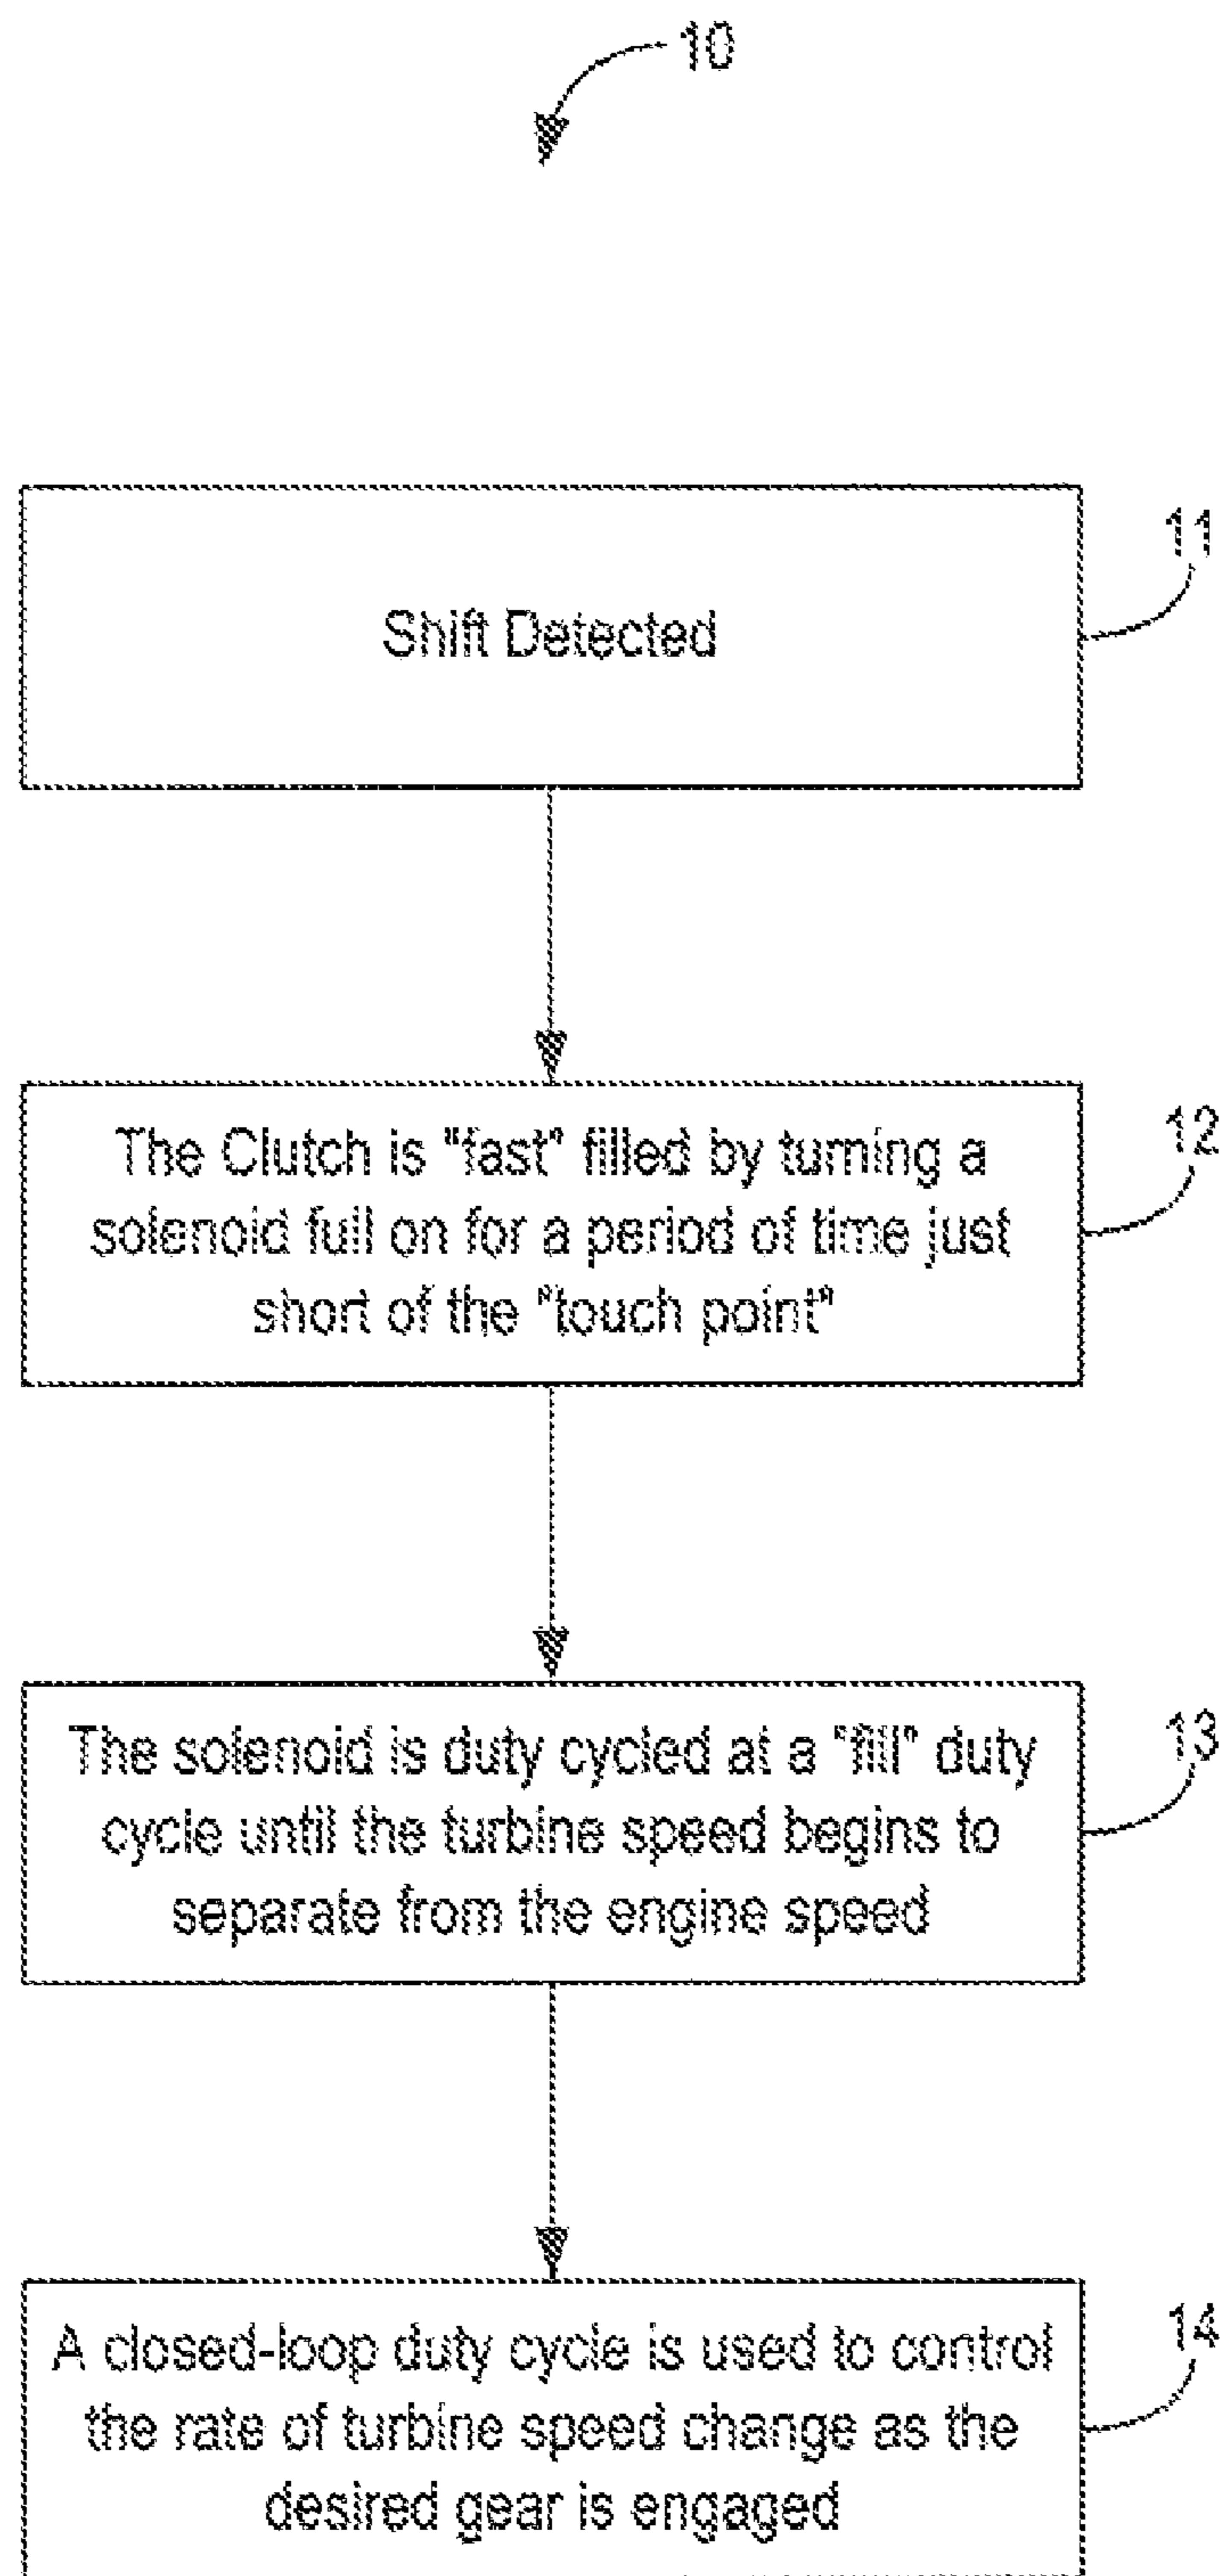 10
Shift Detected
11
The Clutch is "fast" filled by turning a
solenoid full on for a period of time just
short of the "touch point"
12
The solenoid is duty cycled at a "fill" duty
cycle until the turbine speed begins to
separate from the engine speed
13
A closed-loop duty cycle is used to control
the rate of turbine speed change as the
desired gear is engaged
14